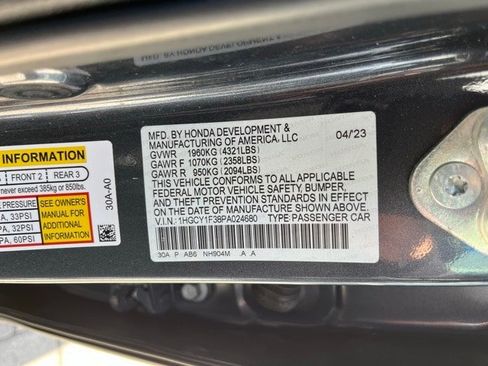 MFD. BY HONDA DEVELOPMENT &
MANUFACTURING OF AMERICA, LLC 04/23
GVWR 1960KG (4321LBS)
GAWR F 1070KG (2358LBS)
GAWR R 950KG (2094LBS)
THIS VEHICLE CONFORMS TO ALL APPLICABLE
FEDERAL MOTOR VEHICLE SAFETY, BUMPER,
AND THEFT PREVENTION STANDARDS IN EFFECT
ON THE DATE OF MANUFACTURE SHOWN ABOVE.
V.I.N.: 1HGCY1F38PA024680 TYPE:PASSENGER CAR
30A P AB6 NH904M .A .A
INFORMATION
FRONT 2 REAR 3
never exceed 385kg or 850lbs.
PRESSURE
A, 33PSI
PA, 32PSI
PA, 60PSI
SEE OWNER'S
MANUAL FOR
ADDITIONAL
INFORMATION
30A-A0